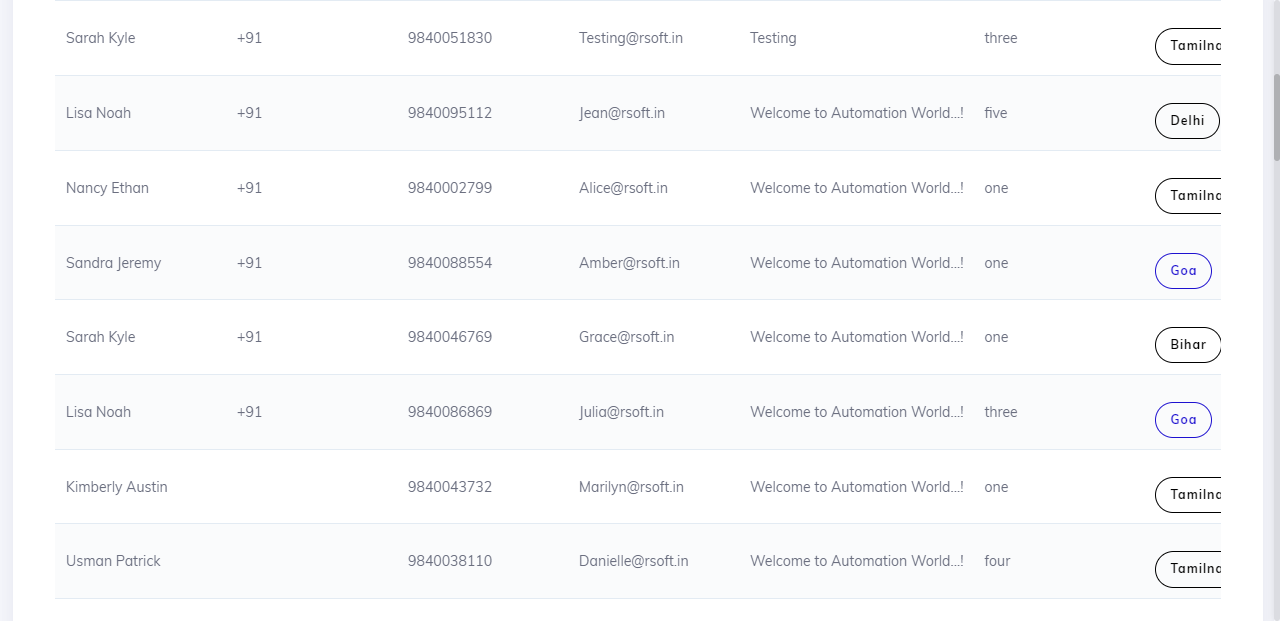 Sarah Kyle +91 9840051830 Testing@rsoft.in Testing three Tamilna
Lisa Noah +91 9840095112 Jean@rsoft.in Welcome to Automation World...! five Delhi
Nancy Ethan +91 9840002799 Alice@rsoft.in Welcome to Automation World...! one Tamilna
Sandra Jeremy +91 9840088554 Amber@rsoft.in Welcome to Automation World...! one Goa
Sarah Kyle +91 9840046769 Grace@rsoft.in Welcome to Automation World...! one Bihar
Lisa Noah +91 9840086869 Julia@rsoft.in Welcome to Automation World...! three Goa
Kimberly Austin 9840043732 Marilyn@rsoft.in Welcome to Automation World...! one Tamilna
Usman Patrick 9840038110 Danielle@rsoft.in Welcome to Automation World...! four Tamilna